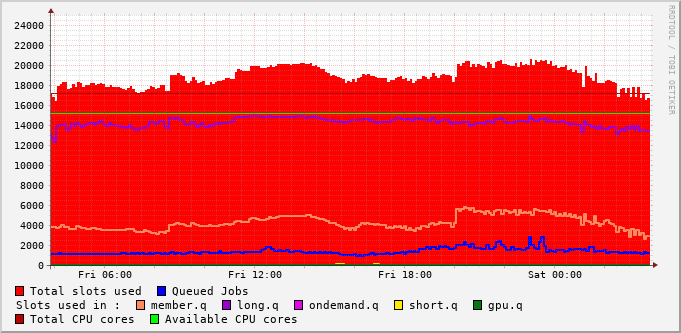 RRDTOOL / TOBI OETIKER
24000
22000
20000
18000
16000
14000
12000
10000
8000
6000
4000
2000
0
Fri 06:00 Fri 12:00 Fri 18:00 Sat 00:00
Total slots used Queued Jobs
Slots used in : member.q long.q ondemand.q short.q gpu.q
Total CPU cores Available CPU cores